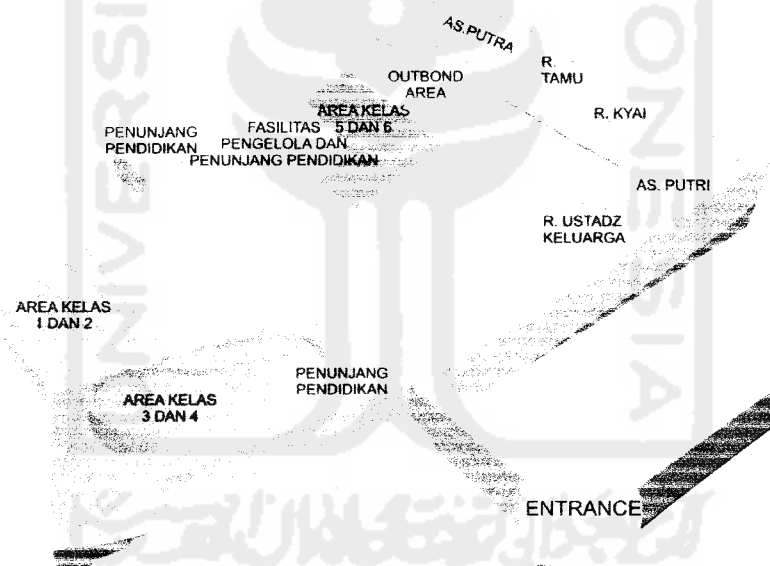 AS.PUTRA
R.
TAMU
OUTBOND
AREA
R. KYAI
AREA KELAS
5 DAN 6
FASILITAS
PENGELOLA DAN
PENUNJANG PENDIDIKAN
PENUNJANG
PENDIDIKAN
AS. PUTRI
R. USTADZ
KELUARGA
AREA KELAS
1 DAN 2
PENUNJANG
PENDIDIKAN
AREA KELAS
3 DAN 4
ENTRANCE